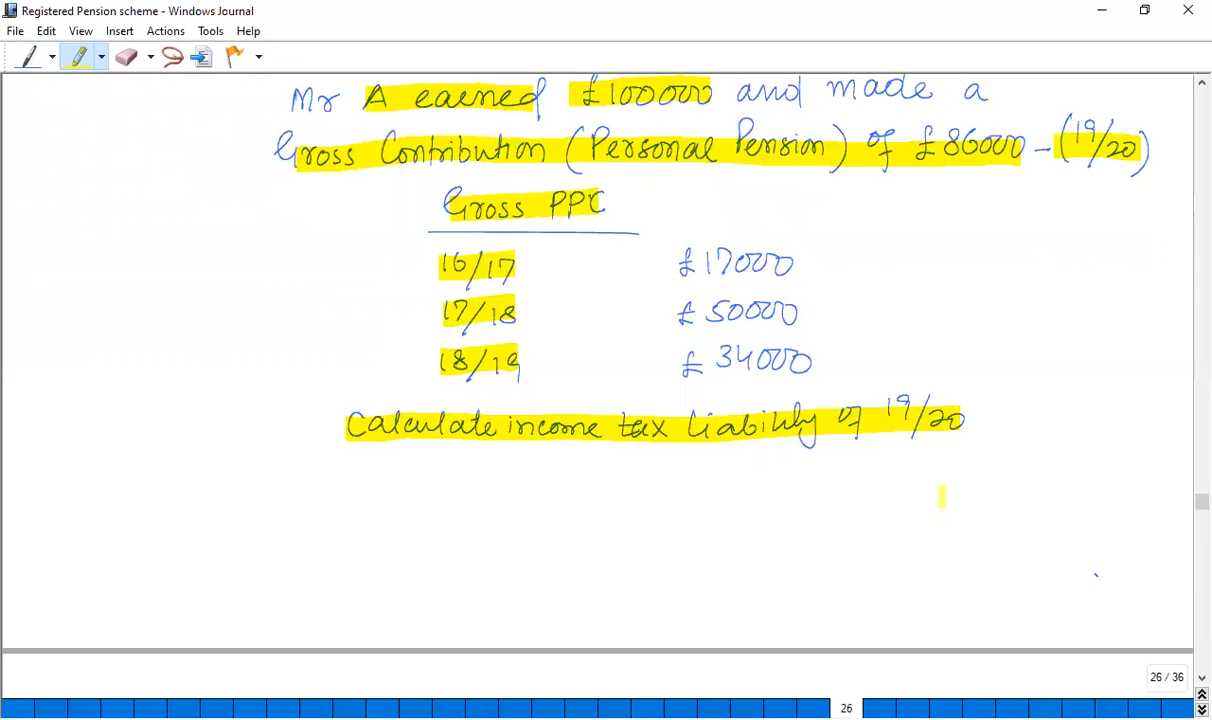 Registered Pension scheme - Windows Journal
File Edit View Insert Actions Tools Help
Mr A earned £100000 and made a
Gross Contribution (Personal Pension) of £86000 - (19/20)
Gross PPC
16/17 £17000
17/18 £50000
18/19 £34000
Calculate income tax liability of 19/20
26 / 36
26